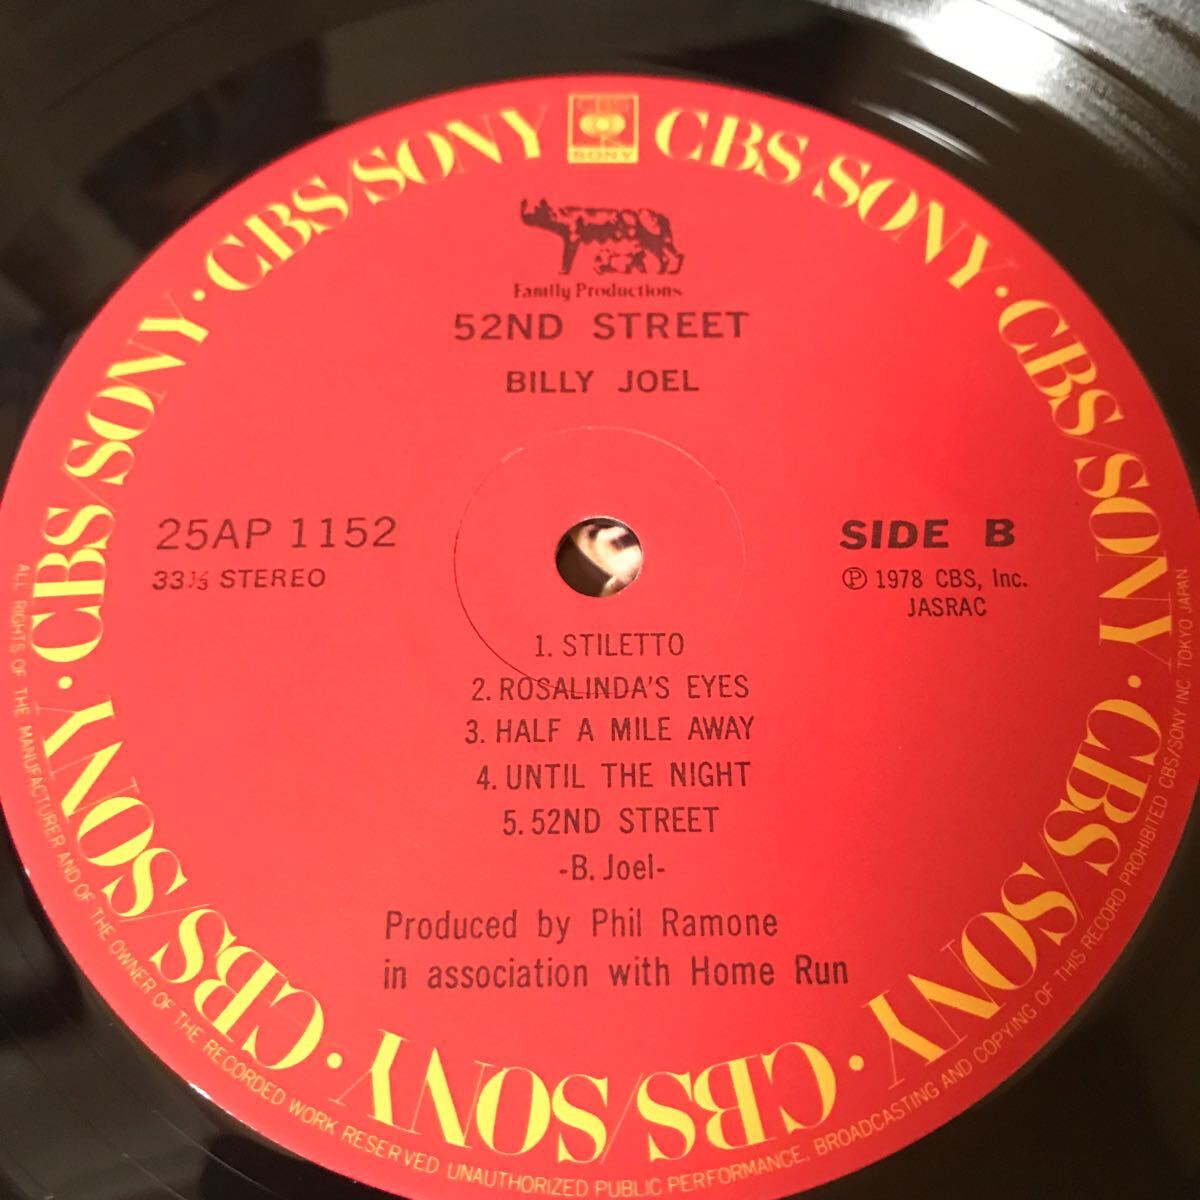 CBS/SONY · CBS/SONY · CBS/SONY · CBS/SONY · CBS/SONY · CBS/SONY · CBS/SONY · CBS/SONY
SONY
Family Productions
52ND STREET
BILLY JOEL
25AP 1152
33⅓ STEREO
SIDE B
Ⓟ 1978 CBS, Inc.
JASRAC
1. STILETTO
2. ROSALINDA'S EYES
3. HALF A MILE AWAY
4. UNTIL THE NIGHT
5. 52ND STREET
-B. Joel-
Produced by Phil Ramone
in association with Home Run
ALL RIGHTS OF THE MANUFACTURER AND OF THE OWNER OF THE RECORDED WORK RESERVED UNAUTHORIZED PUBLIC PERFORMANCE, BROADCASTING AND COPYING OF THIS RECORD PROHIBITED CBS/SONY INC. TOKYO JAPAN